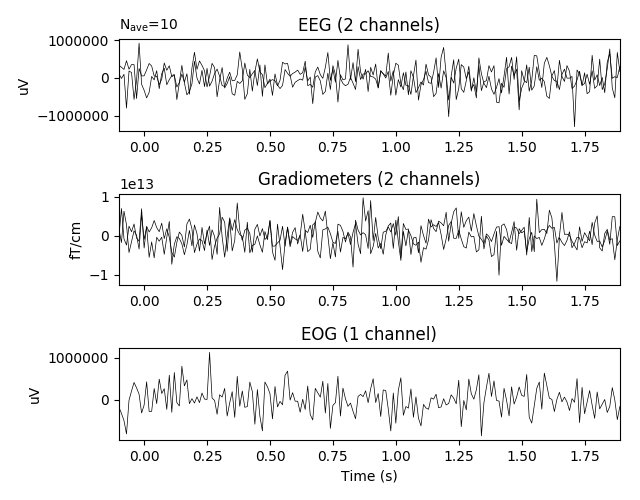 N_ave=10
EEG (2 channels)
1000000
0
−1000000
uV
0.00 0.25 0.50 0.75 1.00 1.25 1.50 1.75
1e13
Gradiometers (2 channels)
1
0
−1
fT/cm
0.00 0.25 0.50 0.75 1.00 1.25 1.50 1.75
EOG (1 channel)
1000000
0
uV
0.00 0.25 0.50 0.75 1.00 1.25 1.50 1.75
Time (s)